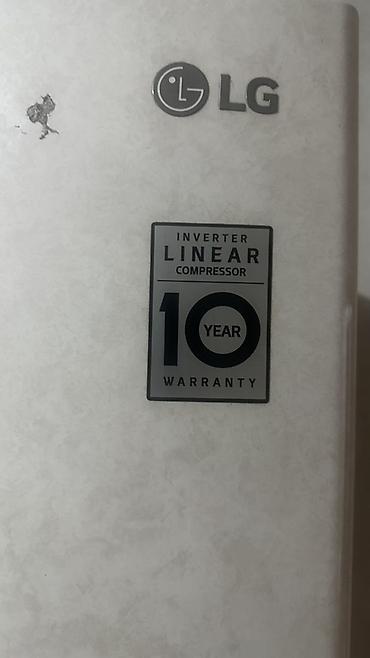 LG
INVERTER
LINEAR
COMPRESSOR
10
YEAR
WARRANTY